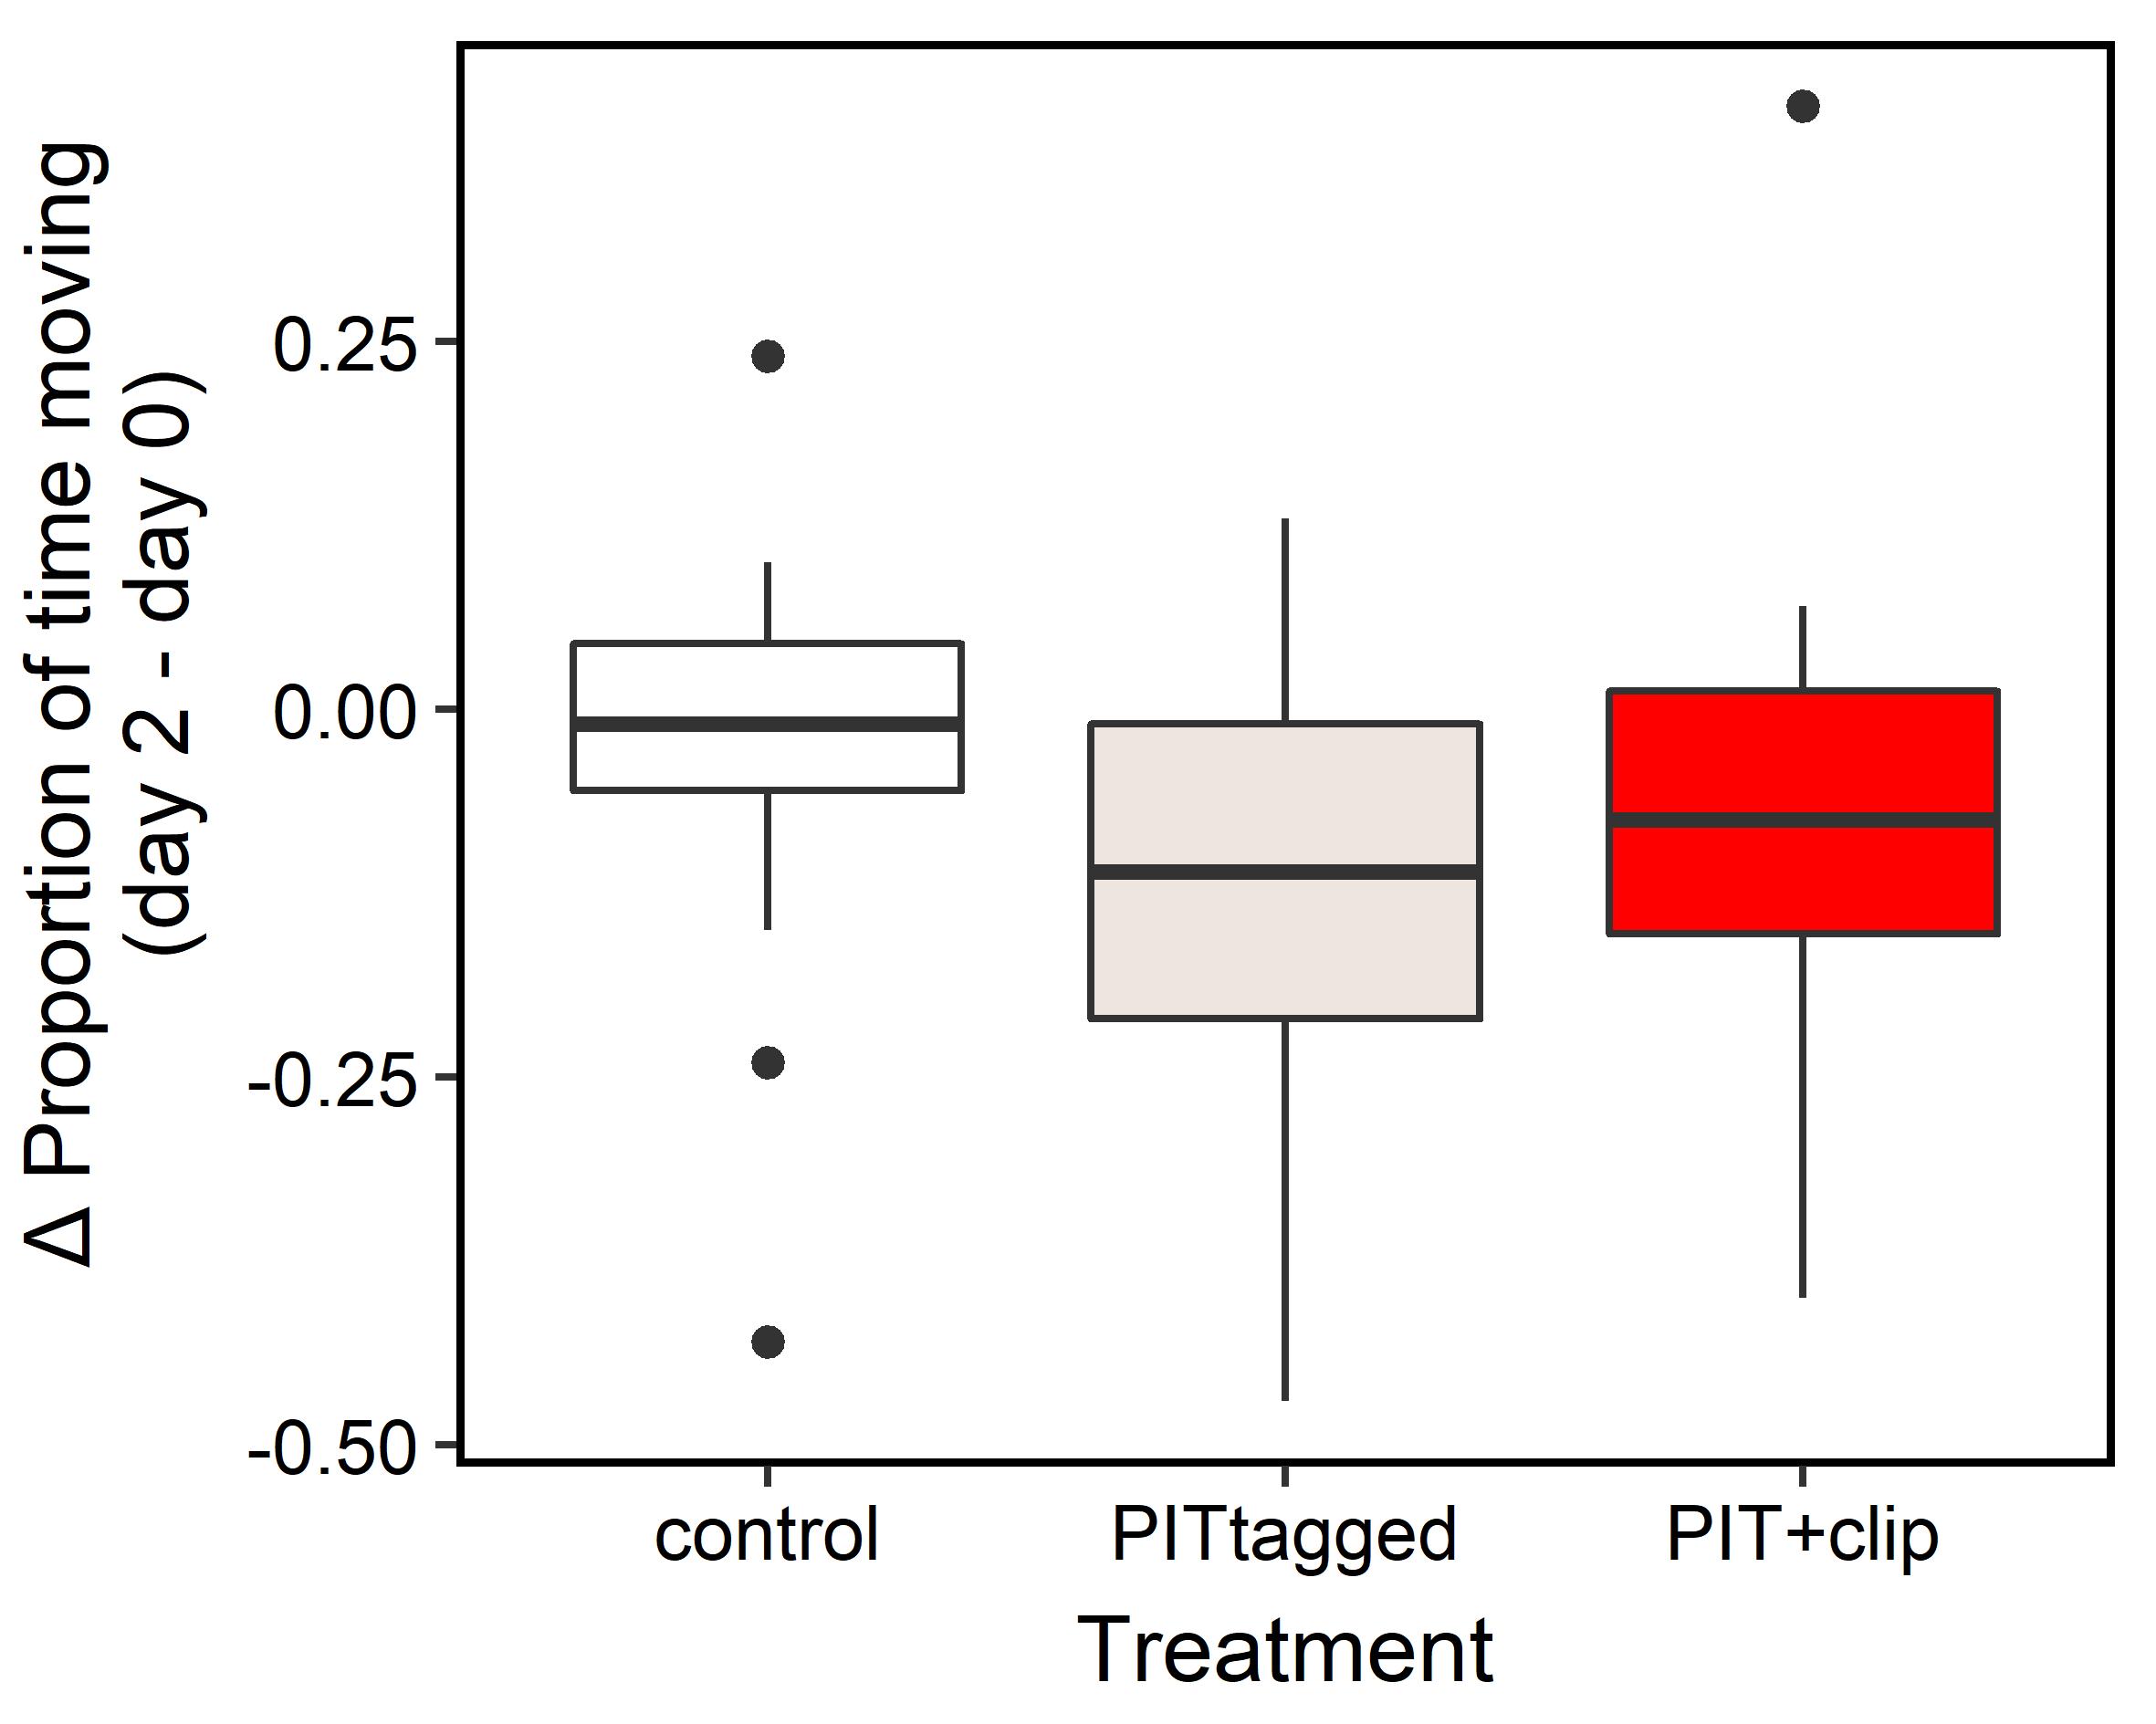 Δ Proportion of time moving
(day 2 - day 0)
0.25
0.00
-0.25
-0.50
control PITtagged PIT+clip
Treatment